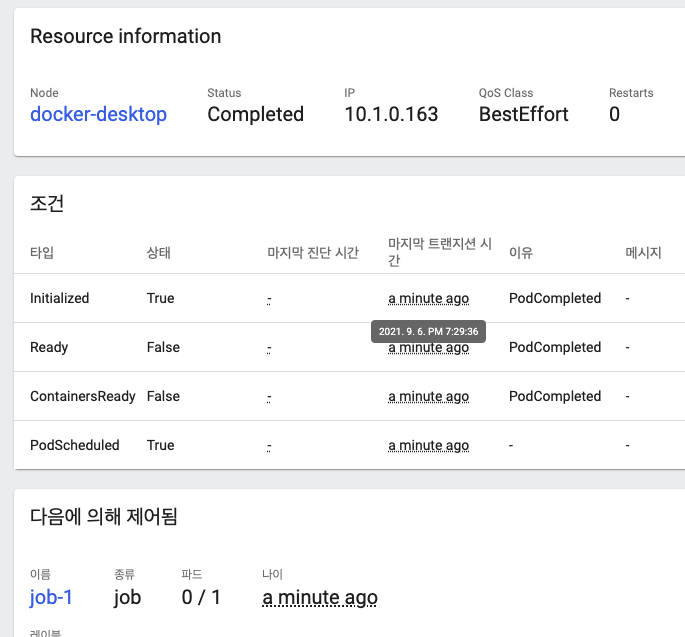 Resource information
Node Status IP QoS Class Restarts
docker-desktop Completed 10.1.0.163 BestEffort 0
조건
타입 상태 마지막 진단 시간 마지막 트랜지션 시간 이유 메시지
Initialized True - a minute ago PodCompleted -
2021. 9. 6. PM 7:29:36
Ready False - a minute ago PodCompleted -
ContainersReady False - a minute ago PodCompleted -
PodScheduled True - a minute ago - -
다음에 의해 제어됨
이름 종류 파드 나이
job-1 job 0 / 1 a minute ago
레이블